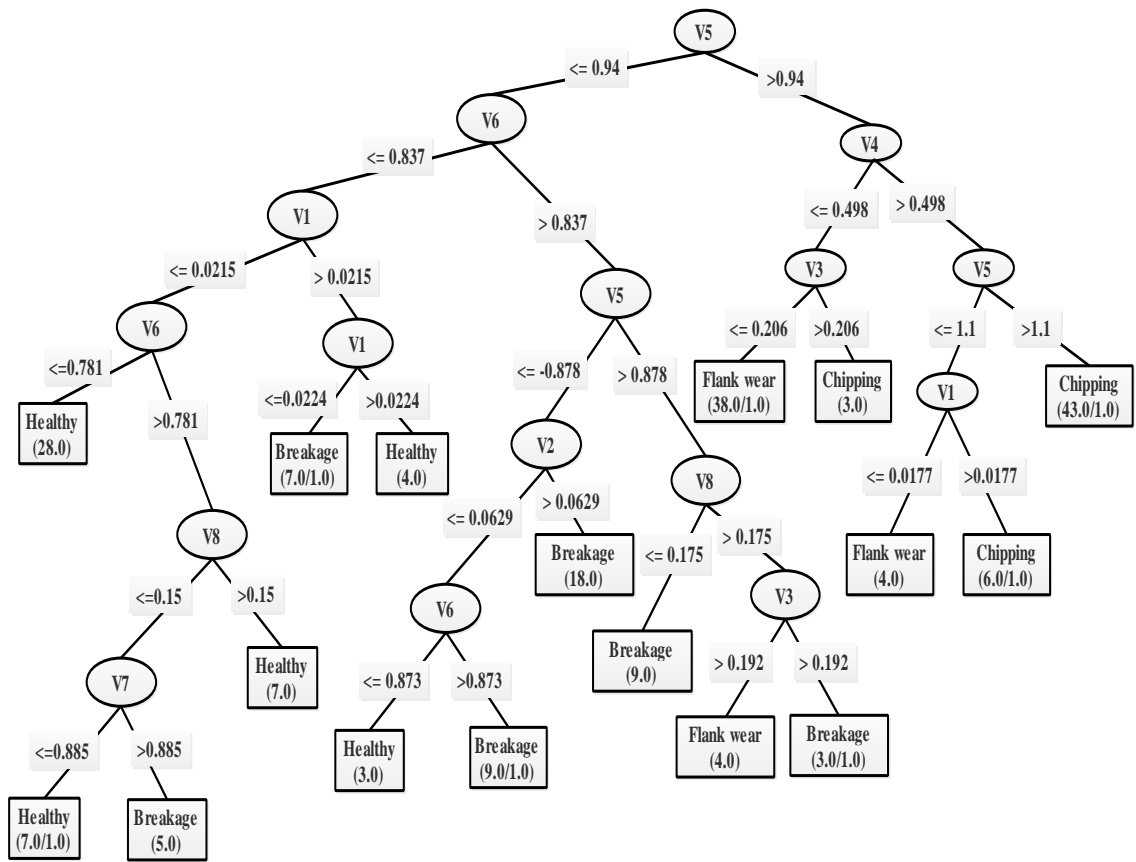 V5
<= 0.94
>0.94
V6
V4
<= 0.837
> 0.837
<= 0.498
> 0.498
V1
V3
V5
<= 0.0215
> 0.0215
V5
<= 0.206
>0.206
<= 1.1
>1.1
V6
V1
<= -0.878
> 0.878
Flank wear
(38.0/1.0)
Chipping
(3.0)
V1
Chipping
(43.0/1.0)
<=0.781
>0.781
<=0.0224
>0.0224
Healthy
(28.0)
Breakage
(7.0/1.0)
Healthy
(4.0)
V2
V8
<= 0.0177
>0.0177
<= 0.0629
> 0.0629
<= 0.175
> 0.175
V8
Breakage
(18.0)
Flank wear
(4.0)
Chipping
(6.0/1.0)
<=0.15
>0.15
V6
V3
V7
Healthy
(7.0)
<= 0.873
>0.873
Breakage
(9.0)
> 0.192
> 0.192
<=0.885
>0.885
Healthy
(3.0)
Breakage
(9.0/1.0)
Flank wear
(4.0)
Breakage
(3.0/1.0)
Healthy
(7.0/1.0)
Breakage
(5.0)